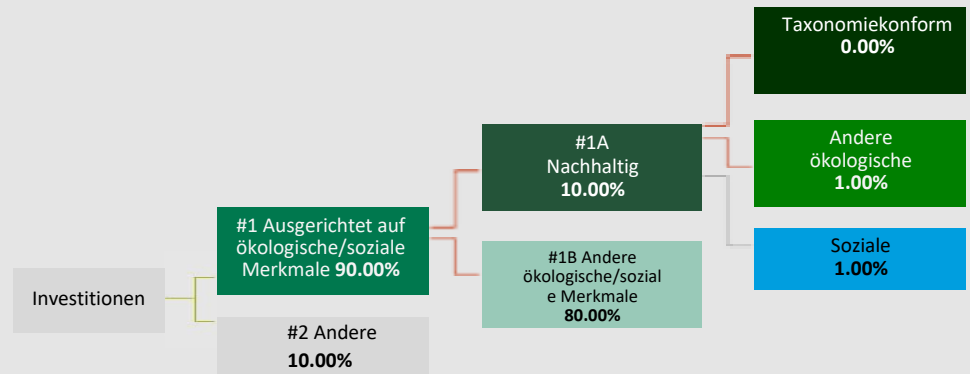 Investitionen
#1 Ausgerichtet auf
ökologische/soziale
Merkmale 90.00%
#2 Andere
10.00%
#1A
Nachhaltig
10.00%
#1B Andere
ökologische/sozial
e Merkmale
80.00%
Taxonomiekonform
0.00%
Andere
ökologische
1.00%
Soziale
1.00%